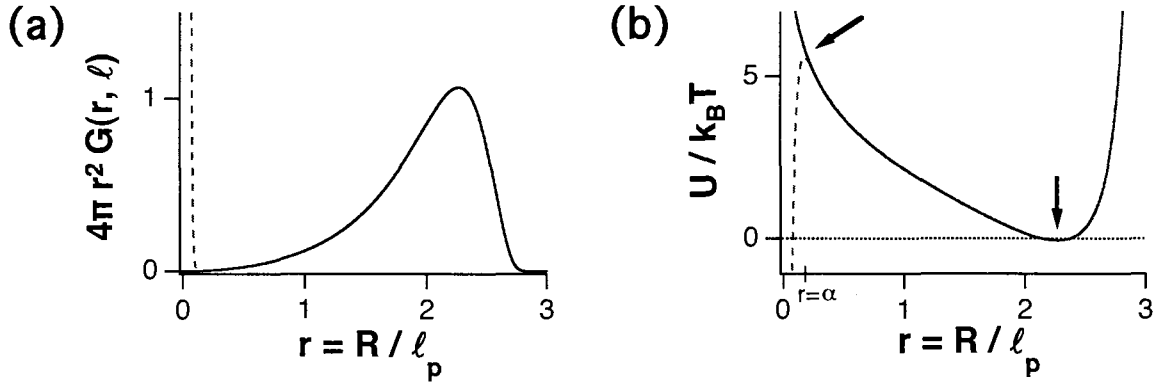 (a)
4π r² G(r, ℓ)
1
0
0 1 2 3
r = R / ℓp
(b)
U / kBT
5
0
0 1 2 3
r=α
r = R / ℓp